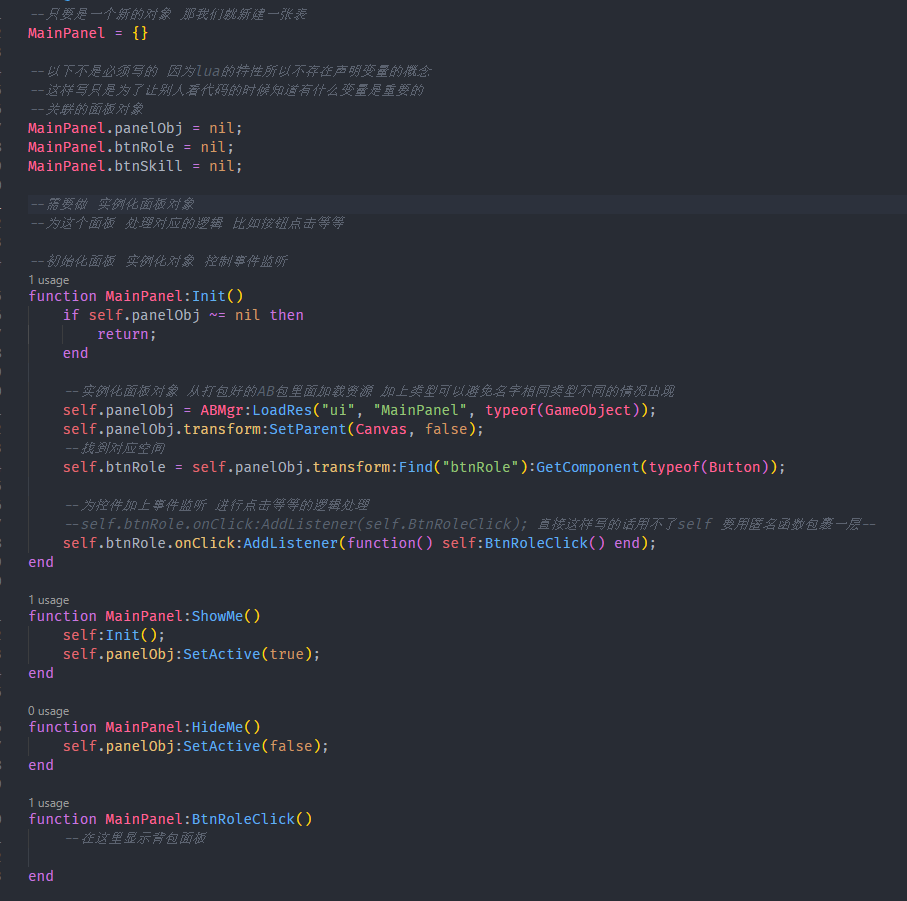 --只要是一个新的对象 那我们就新建一张表
MainPanel = {}
--以下不是必须写的 因为lua的特性所以不存在声明变量的概念
--这样写只是为了让别人看代码的时候知道有什么变量是重要的
--关联的面板对象
MainPanel.panelObj = nil;
MainPanel.btnRole = nil;
MainPanel.btnSkill = nil;
--需要做 实例化面板对象
--为这个面板 处理对应的逻辑 比如按钮点击等等
--初始化面板 实例化对象 控制事件监听
1 usage
function MainPanel:Init()
if self.panelObj ~= nil then
return;
end
--实例化面板对象 从打包好的AB包里面加载资源 加上类型可以避免名字相同类型不同的情况出现
self.panelObj = ABMgr:LoadRes("ui", "MainPanel", typeof(GameObject));
self.panelObj.transform:SetParent(Canvas, false);
--找到对应空间
self.btnRole = self.panelObj.transform:Find("btnRole"):GetComponent(typeof(Button));
--为控件加上事件监听 进行点击等等的逻辑处理
--self.btnRole.onClick:AddListener(self.BtnRoleClick); 直接这样写的话用不了self 要用匿名函数包裹一层--
self.btnRole.onClick:AddListener(function() self:BtnRoleClick() end);
end
1 usage
function MainPanel:ShowMe()
self:Init();
self.panelObj:SetActive(true);
end
0 usage
function MainPanel:HideMe()
self.panelObj:SetActive(false);
end
1 usage
function MainPanel:BtnRoleClick()
--在这里显示背包面板
end